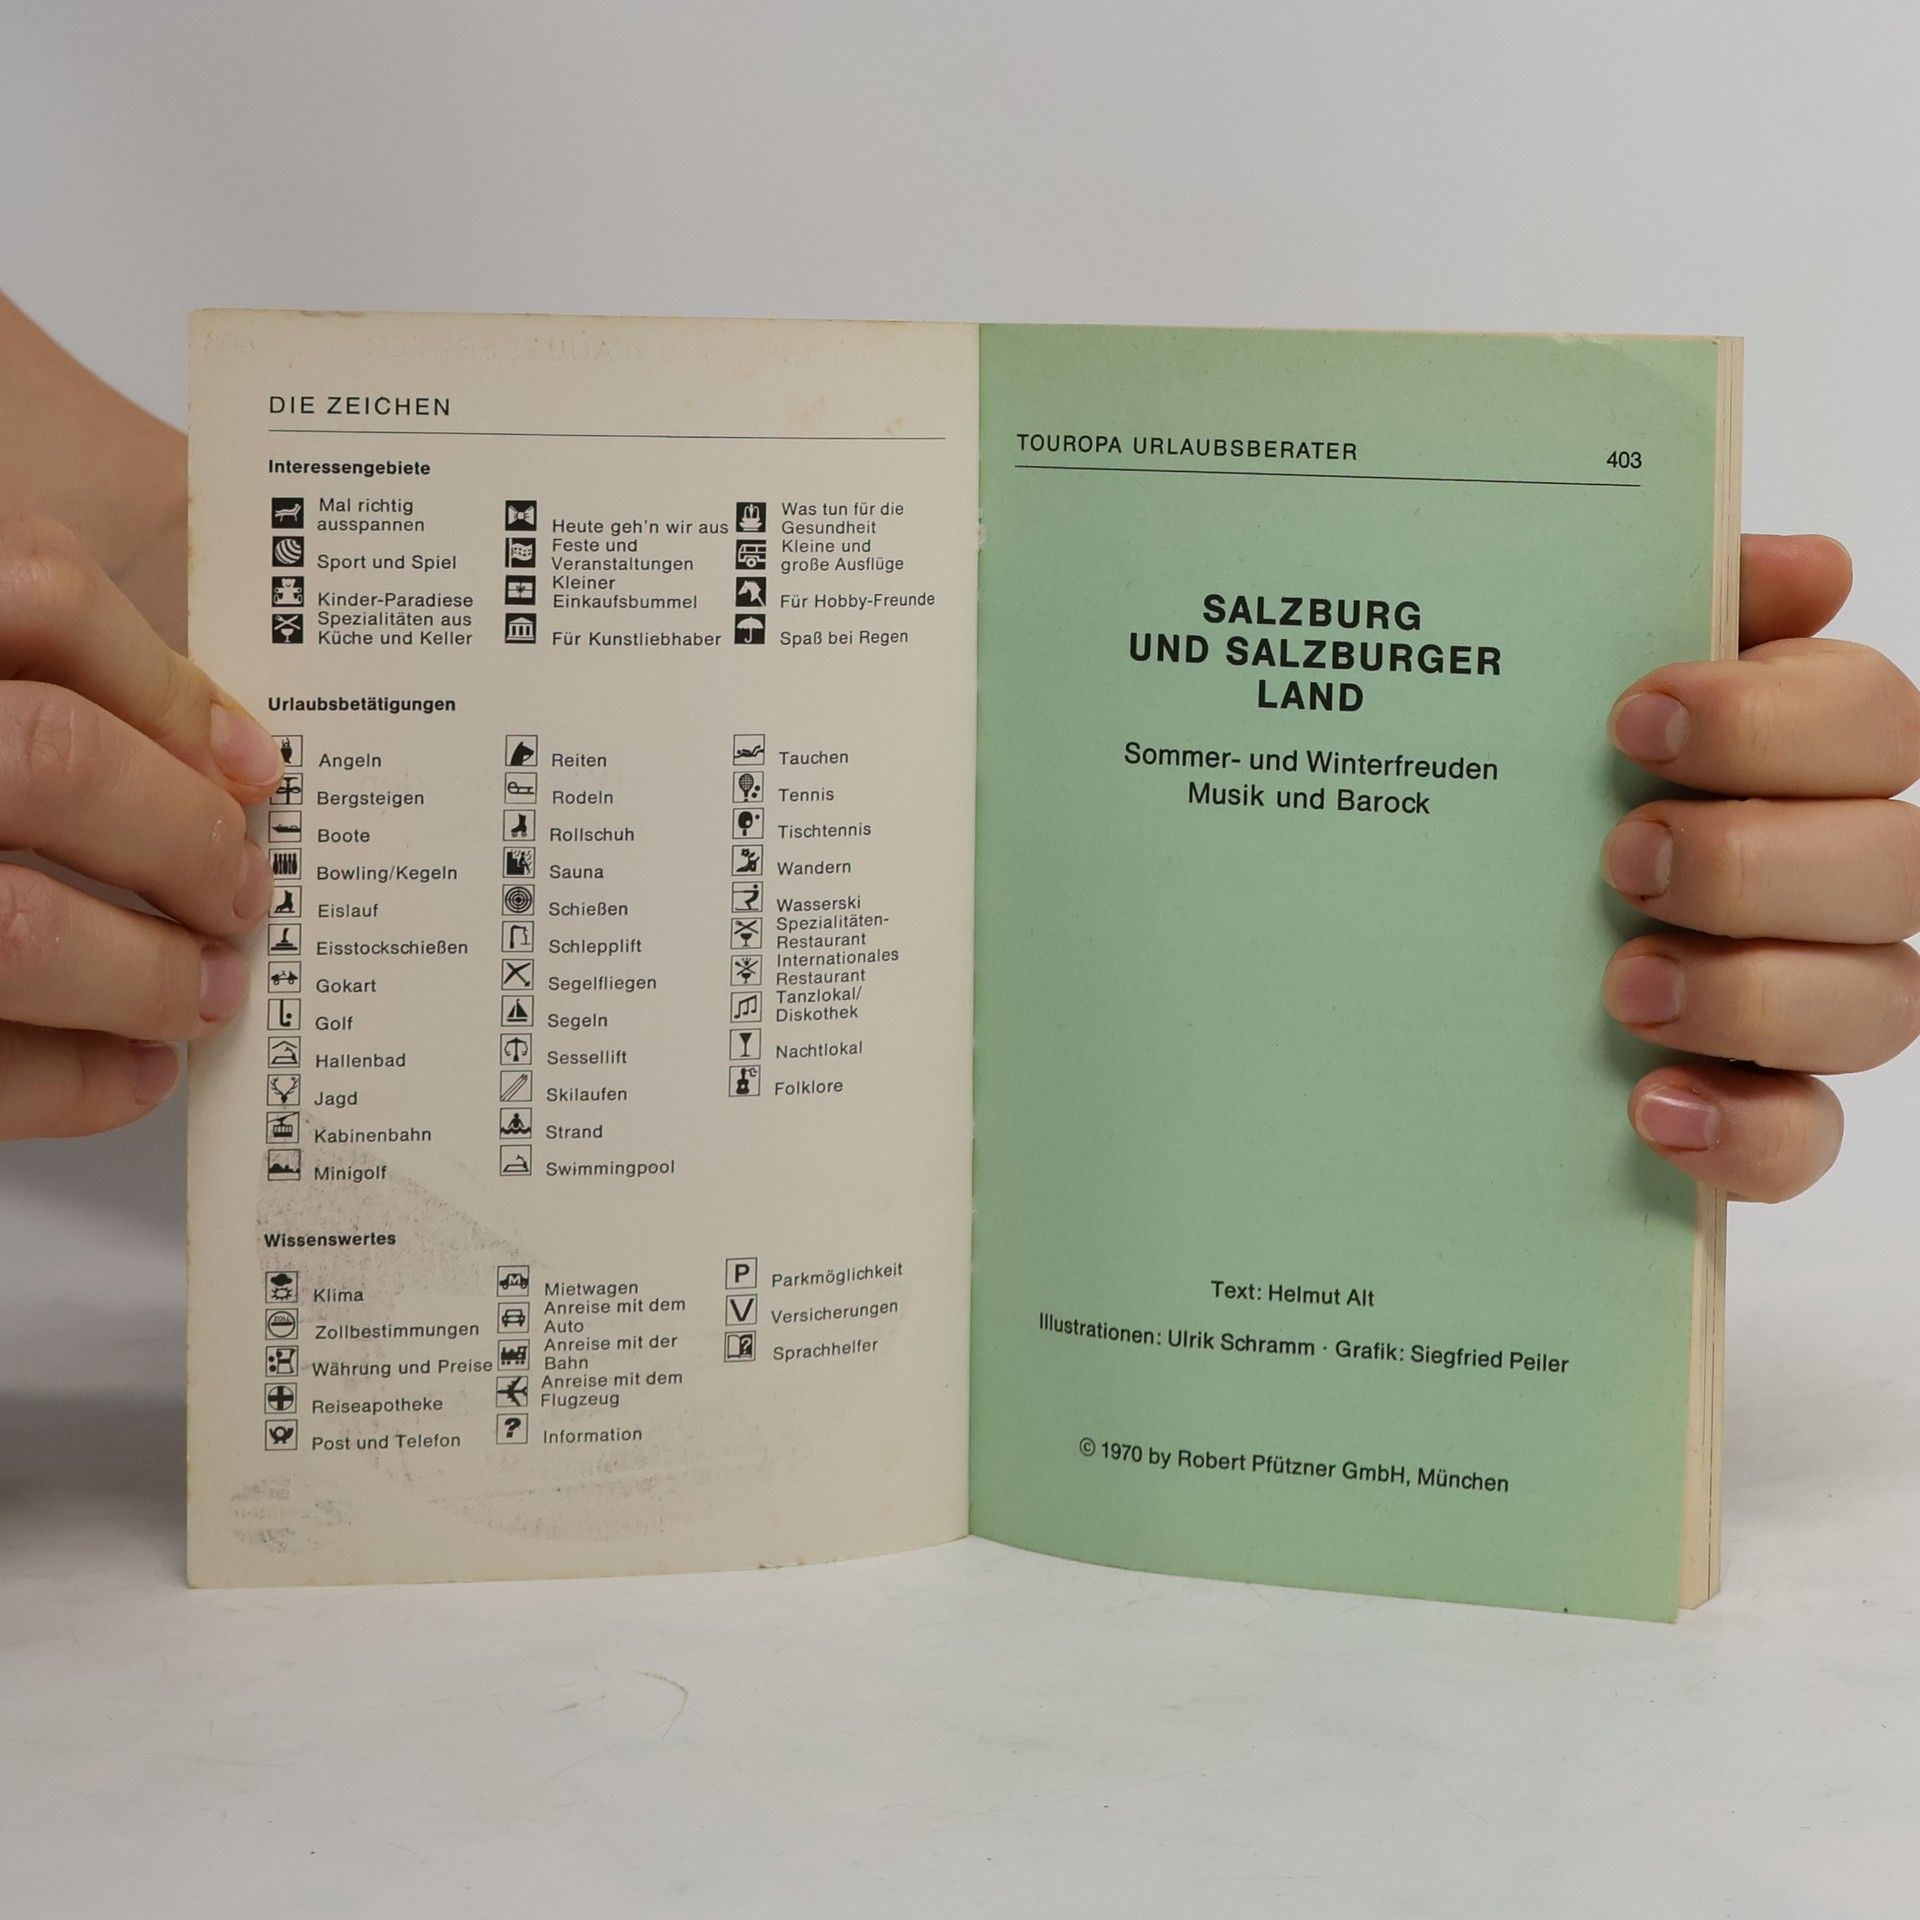 DIE ZEICHEN
Interessengebiete
Mal richtig
ausspannen
Sport und Spiel
Kinder-Paradiese
Spezialitäten aus
Küche und Keller
Heute geh'n wir aus
Feste und
Veranstaltungen
Kleiner
Einkaufsbummel
Für Kunstliebhaber
Was tun für die
Gesundheit
Kleine und
große Ausflüge
Für Hobby-Freunde
Spaß bei Regen
Urlaubsbetätigungen
Angeln
Bergsteigen
Boote
Bowling/Kegeln
Eislauf
Eisstockschießen
Gokart
Golf
Hallenbad
Jagd
Kabinenbahn
Minigolf
Reiten
Rodeln
Rollschuh
Sauna
Schießen
Schlepplift
Segelfliegen
Segeln
Sessellift
Skilaufen
Strand
Swimmingpool
Tauchen
Tennis
Tischtennis
Wandern
Wasserski
Spezialitäten-
Restaurant
Internationales
Restaurant
Tanzlokal/
Diskothek
Nachtlokal
Folklore
Wissenswertes
Klima
Zollbestimmungen
Währung und Preise
Reiseapotheke
Post und Telefon
Mietwagen
Anreise mit dem
Auto
Anreise mit der
Bahn
Anreise mit dem
Flugzeug
?
Information
P
Parkmöglichkeit
V
Versicherungen
Sprachhelfer
TOUROPA URLAUBSBERATER 403
SALZBURG
UND SALZBURGER
LAND
Sommer- und Winterfreuden
Musik und Barock
Text: Helmut Alt
Illustrationen: Ulrik Schramm · Grafik: Siegfried Peiler
© 1970 by Robert Pfützner GmbH, München